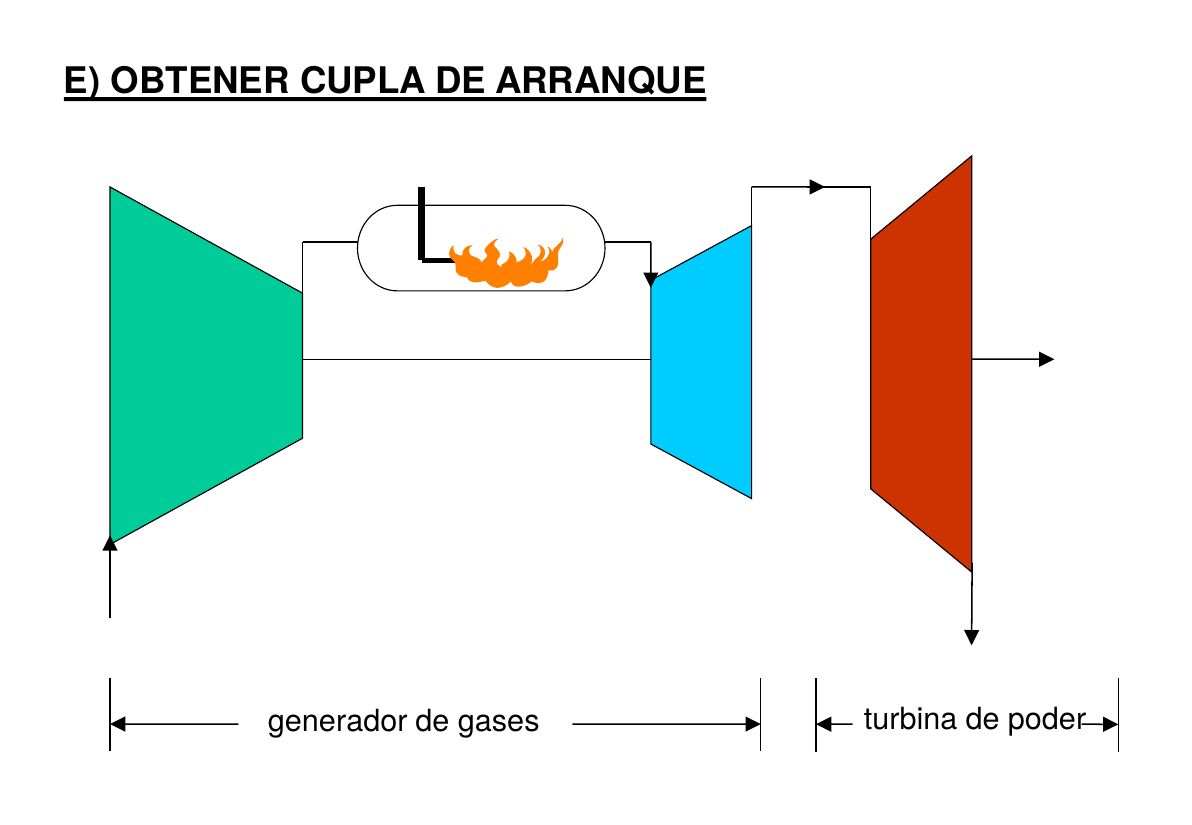 E) OBTENER CUPLA DE ARRANQUE
generador de gases
turbina de poder